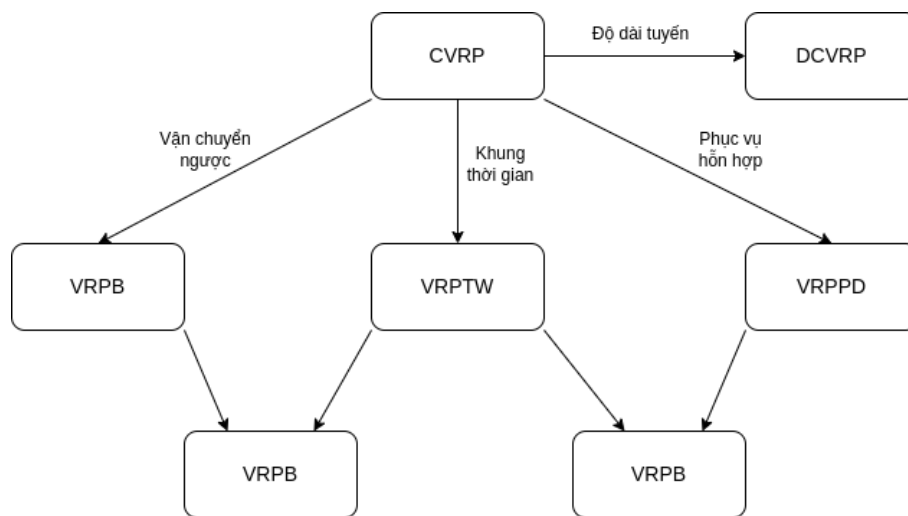 CVRP
Độ dài tuyến
DCVRP
Vận chuyển
ngược
Khung
thời gian
Phục vụ
hỗn hợp
VRPB
VRPTW
VRPPD
VRPB
VRPB